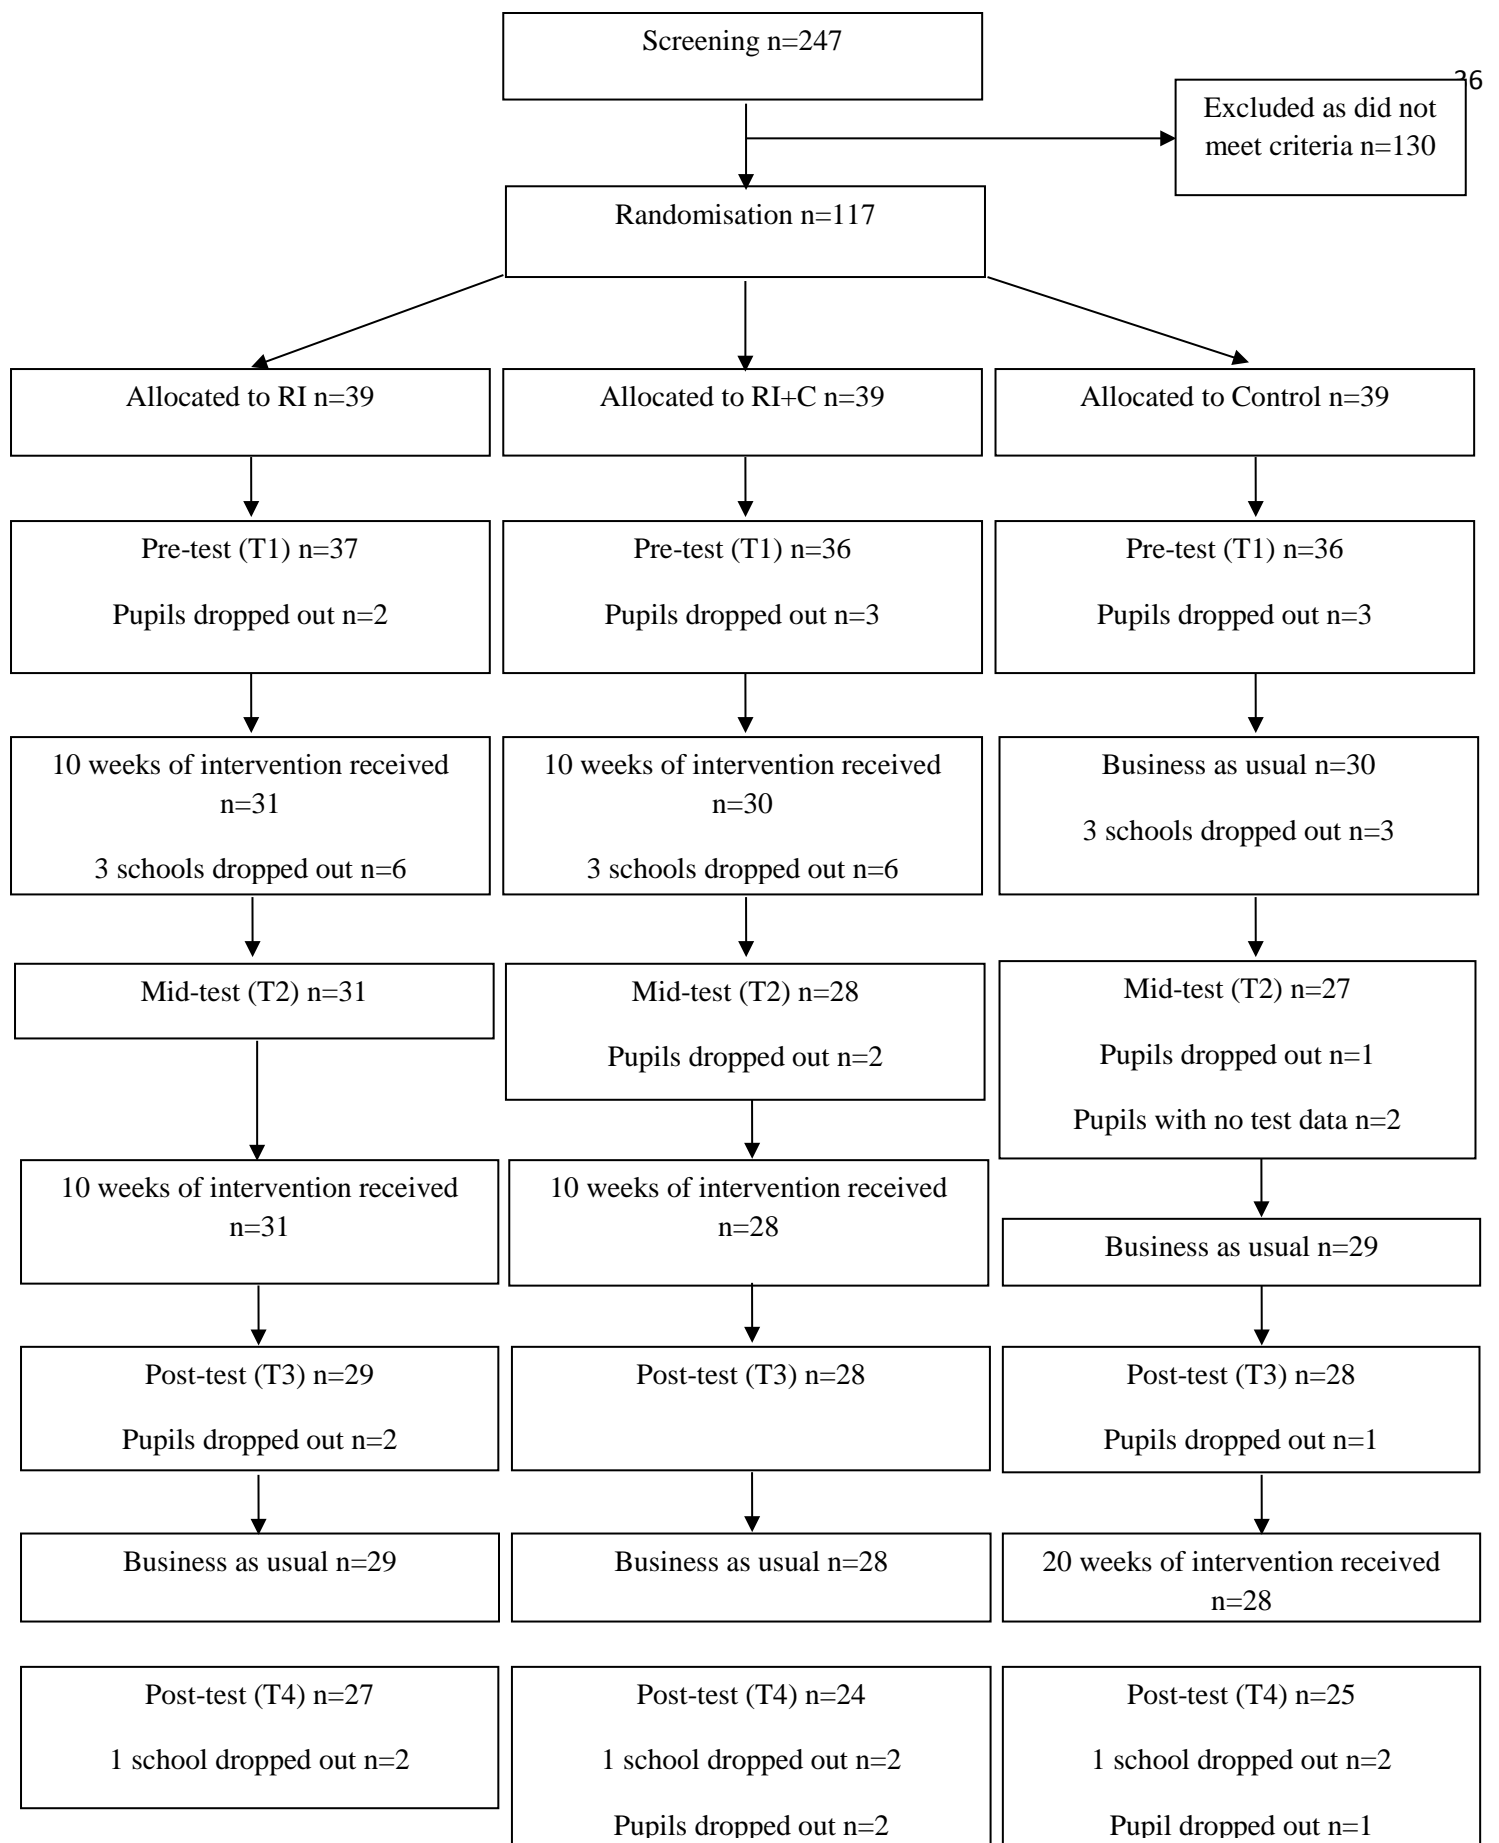 Screening n=247
36
Excluded as did not
meet criteria n=130
Randomisation n=117
Allocated to RI n=39
Allocated to RI+C n=39
Allocated to Control n=39
Pre-test (T1) n=37
Pupils dropped out n=2
Pre-test (T1) n=36
Pupils dropped out n=3
Pre-test (T1) n=36
Pupils dropped out n=3
10 weeks of intervention received
n=31
3 schools dropped out n=6
10 weeks of intervention received
n=30
3 schools dropped out n=6
Business as usual n=30
3 schools dropped out n=3
Mid-test (T2) n=31
Mid-test (T2) n=28
Pupils dropped out n=2
Mid-test (T2) n=27
Pupils dropped out n=1
Pupils with no test data n=2
10 weeks of intervention received
n=31
10 weeks of intervention received
n=28
Business as usual n=29
Post-test (T3) n=29
Pupils dropped out n=2
Post-test (T3) n=28
Post-test (T3) n=28
Pupils dropped out n=1
Business as usual n=29
Business as usual n=28
20 weeks of intervention received
n=28
Post-test (T4) n=27
1 school dropped out n=2
Post-test (T4) n=24
1 school dropped out n=2
Pupils dropped out n=2
Post-test (T4) n=25
1 school dropped out n=2
Pupil dropped out n=1